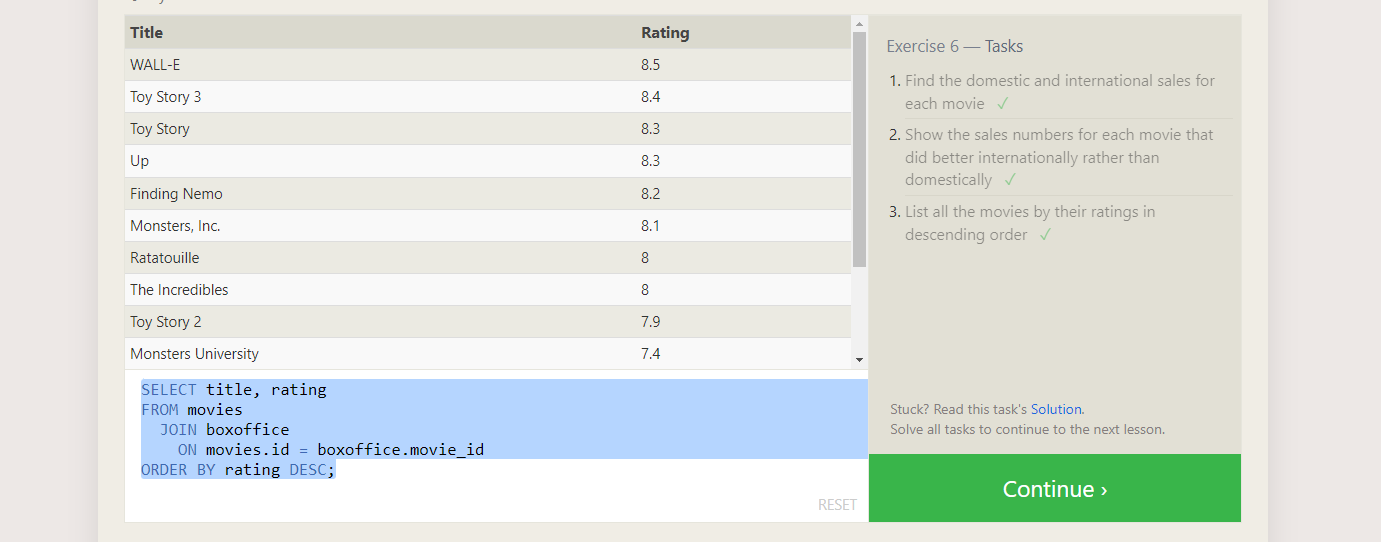 Title Rating
WALL-E 8.5
Toy Story 3 8.4
Toy Story 8.3
Up 8.3
Finding Nemo 8.2
Monsters, Inc. 8.1
Ratatouille 8
The Incredibles 8
Toy Story 2 7.9
Monsters University 7.4
SELECT title, rating
FROM movies
JOIN boxoffice
ON movies.id = boxoffice.movie_id
ORDER BY rating DESC;
RESET
Exercise 6 — Tasks
1. Find the domestic and international sales for
each movie ✓
2. Show the sales numbers for each movie that
did better internationally rather than
domestically ✓
3. List all the movies by their ratings in
descending order ✓
Stuck? Read this task's Solution.
Solve all tasks to continue to the next lesson.
Continue ›